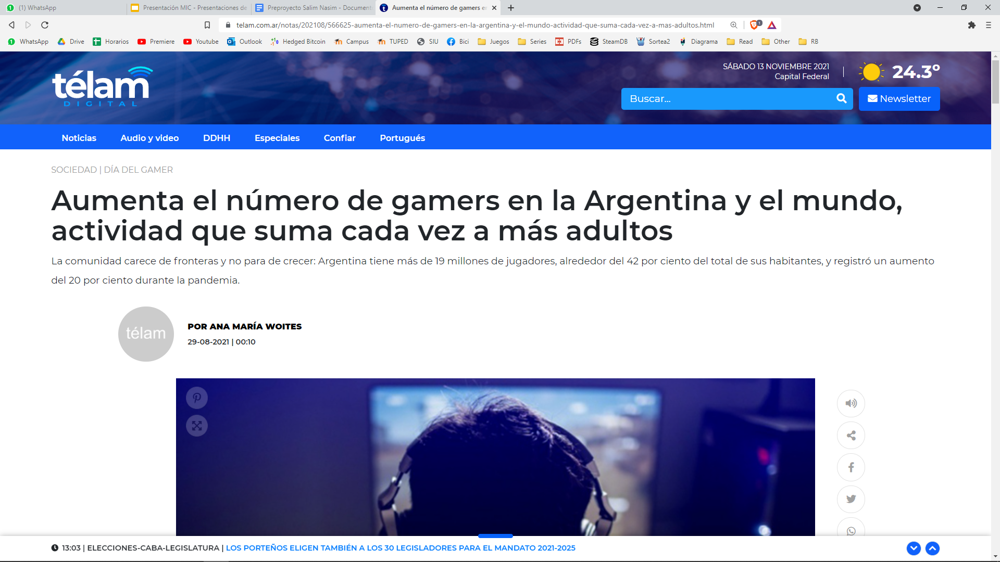 (1) WhatsApp
Presentación MIC - Presentaciones de
Preproyecto Salim Nasim - Documento
Aumenta el número de gamers en
telam.com.ar/notas/202108/566625-aumenta-el-numero-de-gamers-en-la-argentina-y-el-mundo-actividad-que-suma-cada-vez-a-mas-adultos.html
1
WhatsApp Drive Horarios Premiere Youtube Outlook Hedged Bitcoin Campus TUPED SIU Bici Juegos Series PDFs SteamDB Sortea2 Diagrama Read Other RB
télam
DIGITAL
SÁBADO 13 NOVIEMBRE 2021
Capital Federal
24.3º
Buscar...
Newsletter
Noticias Audio y video DDHH Especiales Confiar Portugués
SOCIEDAD | DÍA DEL GAMER
Aumenta el número de gamers en la Argentina y el mundo,
actividad que suma cada vez a más adultos
La comunidad carece de fronteras y no para de crecer: Argentina tiene más de 19 millones de jugadores, alrededor del 42 por ciento del total de sus habitantes, y registró un aumento
del 20 por ciento durante la pandemia.
télam
POR ANA MARÍA WOITES
29-08-2021 | 00:10
13:03 | ELECCIONES-CABA-LEGISLATURA | LOS PORTEÑOS ELIGEN TAMBIÉN A LOS 30 LEGISLADORES PARA EL MANDATO 2021-2025